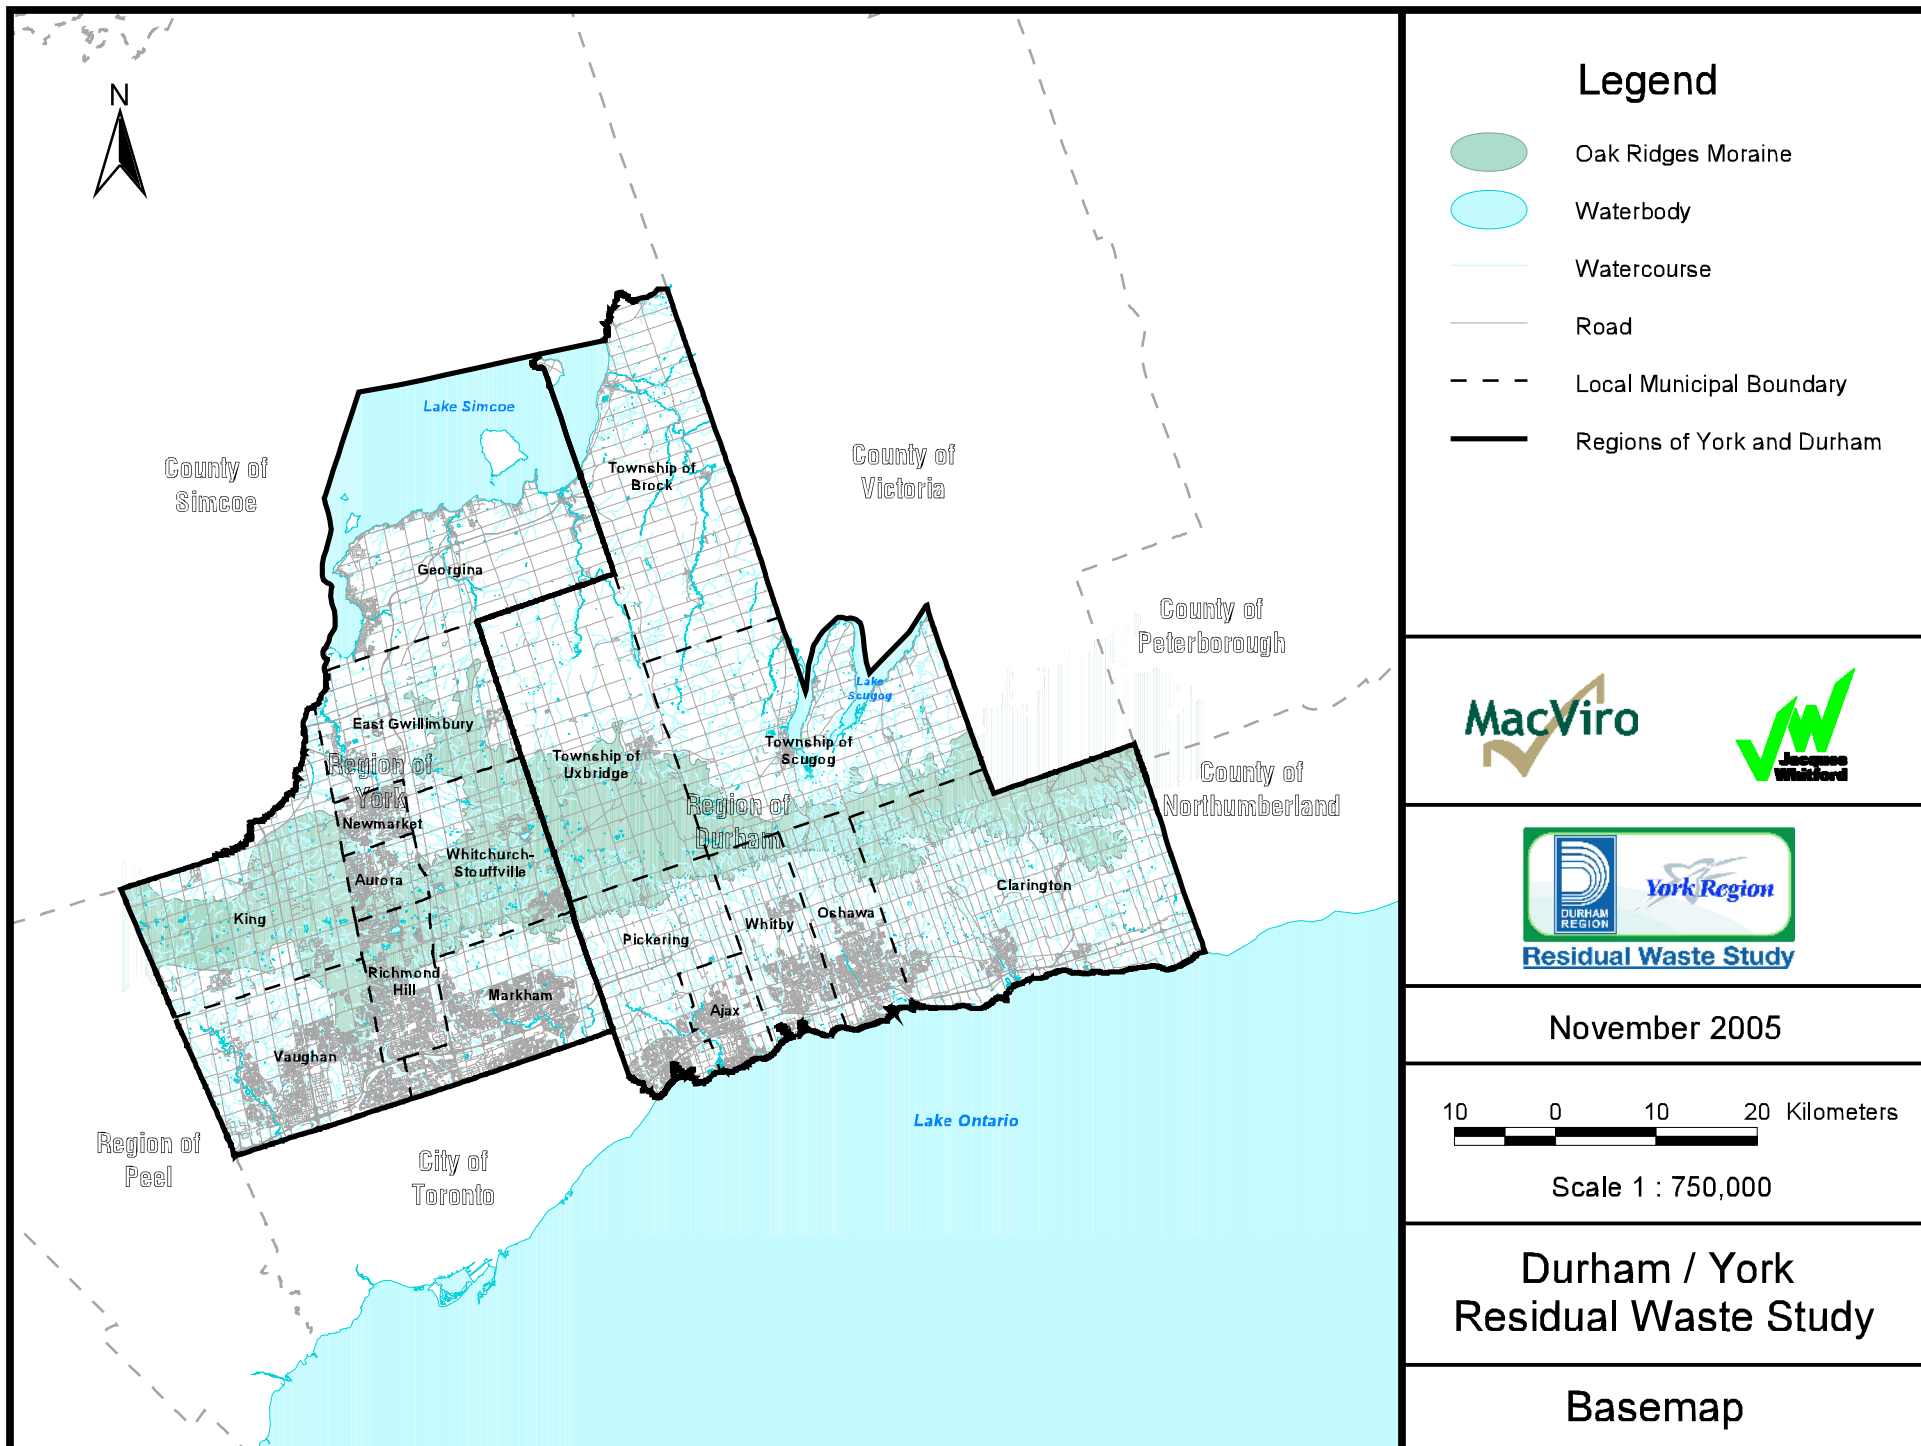 N
Lake Simcoe
County of
Simcoe
Township of
Brock
County of
Victoria
Georgina
County of
Peterborough
Lake
Scugog
East Gwillimbury
Region of
York
Township of
Uxbridge
Township of
Scugog
County of
Northumberland
Region of
Durham
Newmarket
Whitchurch-
Stouffville
Aurora
King
Clarington
Oshawa
Whitby
Pickering
Richmond
Hill
Markham
Ajax
Vaughan
Lake Ontario
Region of
Peel
City of
Toronto
Legend
Oak Ridges Moraine
Waterbody
Watercourse
Road
Local Municipal Boundary
Regions of York and Durham
MacViro
JW
Jacques
Whitford
DURHAM
REGION
York Region
Residual Waste Study
November 2005
10 0 10 20 Kilometers
Scale 1 : 750,000
Durham / York
Residual Waste Study
Basemap